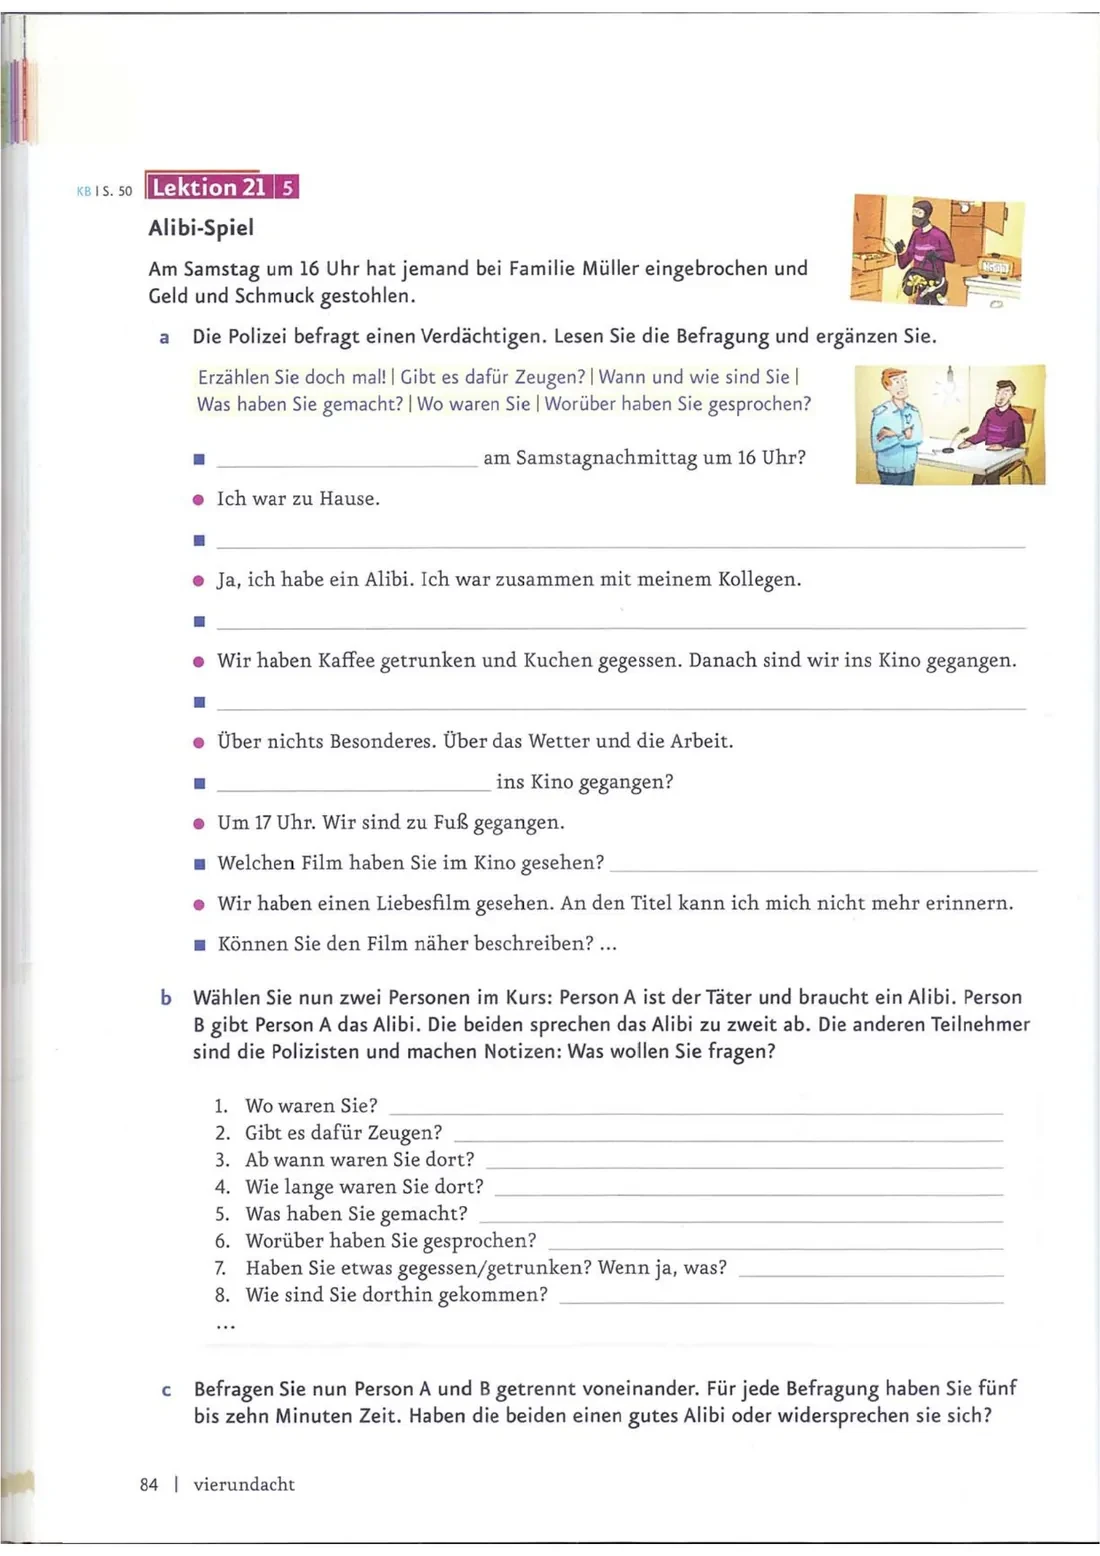 KB | S. 50 Lektion 21 5
Alibi-Spiel
Am Samstag um 16 Uhr hat jemand bei Familie Müller eingebrochen und
Geld und Schmuck gestohlen.
a Die Polizei befragt einen Verdächtigen. Lesen Sie die Befragung und ergänzen Sie.
Erzählen Sie doch mal! | Gibt es dafür Zeugen? | Wann und wie sind Sie |
Was haben Sie gemacht? | Wo waren Sie | Worüber haben Sie gesprochen?
am Samstagnachmittag um 16 Uhr?
Ich war zu Hause.
Ja, ich habe ein Alibi. Ich war zusammen mit meinem Kollegen.
Wir haben Kaffee getrunken und Kuchen gegessen. Danach sind wir ins Kino gegangen.
Über nichts Besonderes. Über das Wetter und die Arbeit.
ins Kino gegangen?
Um 17 Uhr. Wir sind zu Fuß gegangen.
Welchen Film haben Sie im Kino gesehen?
Wir haben einen Liebesfilm gesehen. An den Titel kann ich mich nicht mehr erinnern.
Können Sie den Film näher beschreiben? ...
b Wählen Sie nun zwei Personen im Kurs: Person A ist der Täter und braucht ein Alibi. Person
B gibt Person A das Alibi. Die beiden sprechen das Alibi zu zweit ab. Die anderen Teilnehmer
sind die Polizisten und machen Notizen: Was wollen Sie fragen?
1. Wo waren Sie?
2. Gibt es dafür Zeugen?
3. Ab wann waren Sie dort?
4. Wie lange waren Sie dort?
5. Was haben Sie gemacht?
6. Worüber haben Sie gesprochen?
7. Haben Sie etwas gegessen/getrunken? Wenn ja, was?
8. Wie sind Sie dorthin gekommen?
...
c Befragen Sie nun Person A und B getrennt voneinander. Für jede Befragung haben Sie fünf
bis zehn Minuten Zeit. Haben die beiden einen gutes Alibi oder widersprechen sie sich?
84 | vierundacht